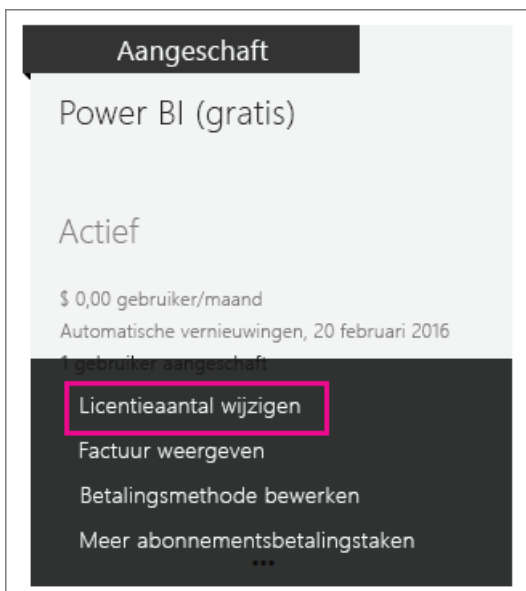 Aangeschaft
Power BI (gratis)
Actief
$ 0,00 gebruiker/maand
Automatische vernieuwingen, 20 februari 2016
1 gebruiker aangeschaft
Licentieaantal wijzigen
Factuur weergeven
Betalingsmethode bewerken
Meer abonnementsbetalingstaken
...